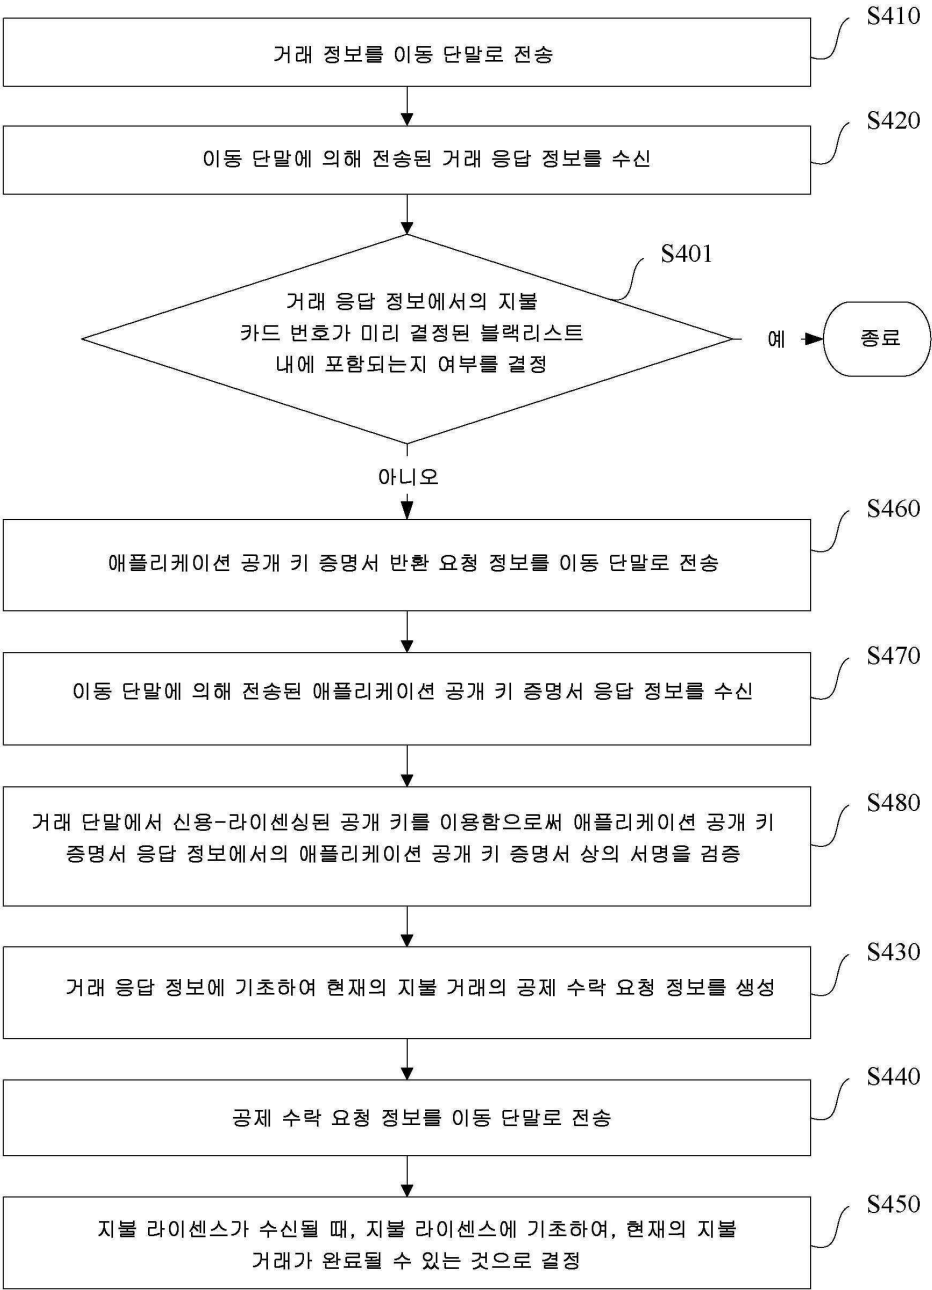 S410
거래 정보를 이동 단말로 전송
S420
이동 단말에 의해 전송된 거래 응답 정보를 수신
S401
거래 응답 정보에서의 지불
카드 번호가 미리 결정된 블랙리스트
내에 포함되는지 여부를 결정
예
종료
아니오
S460
애플리케이션 공개 키 증명서 반환 요청 정보를 이동 단말로 전송
S470
이동 단말에 의해 전송된 애플리케이션 공개 키 증명서 응답 정보를 수신
S480
거래 단말에서 신용-라이센싱된 공개 키를 이용함으로써 애플리케이션 공개 키
증명서 응답 정보에서의 애플리케이션 공개 키 증명서 상의 서명을 검증
S430
거래 응답 정보에 기초하여 현재의 지불 거래의 공제 수락 요청 정보를 생성
S440
공제 수락 요청 정보를 이동 단말로 전송
S450
지불 라이센스가 수신될 때, 지불 라이센스에 기초하여, 현재의 지불
거래가 완료될 수 있는 것으로 결정